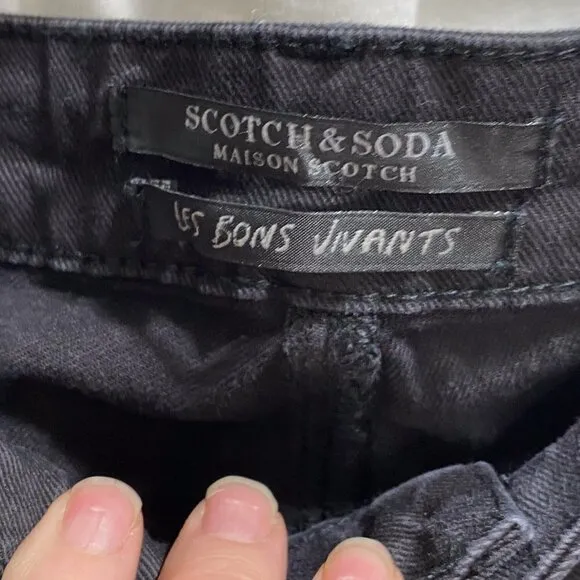 SCOTCH & SODA
MAISON SCOTCH
LES BONS VIVANTS